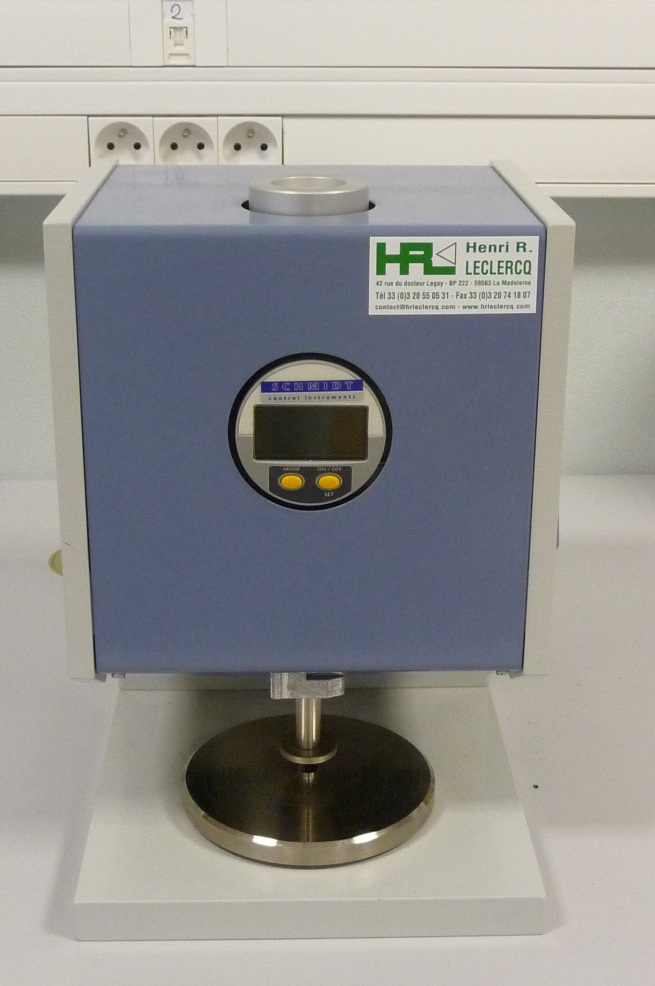 2
HRL Henri R.
LECLERCQ
42 rue du docteur Legay - BP 222 - 59563 La Madeleine
Tél 33 (0)3 20 55 05 31 - Fax 33 (0)3 20 74 18 07
contact@hrleclercq.com - www.hrleclercq.com
SCHMIDT
control instruments
MODE ON / OFF
SET